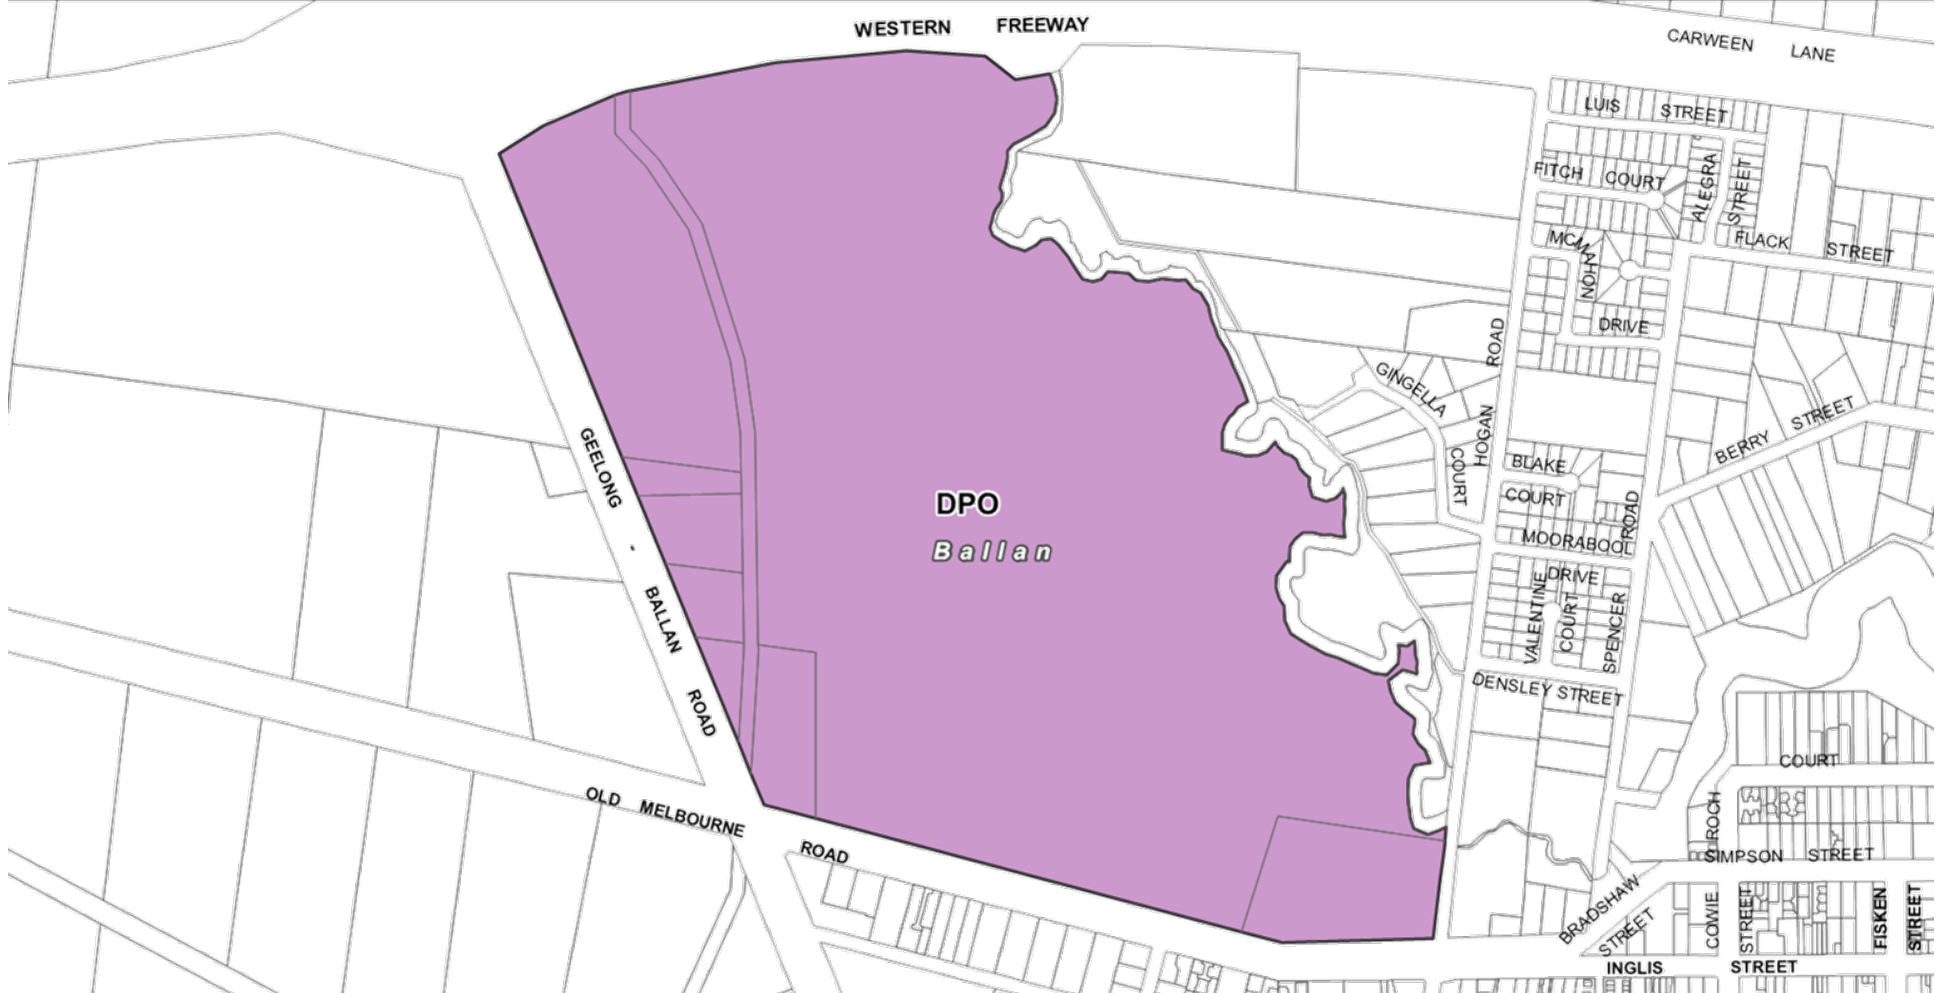 WESTERN FREEWAY
CARWEEN LANE
LUIS STREET
FITCH COURT
ALEGRA STREET
MCMAHON DRIVE
FLACK STREET
GINGELLA COURT
HOGAN ROAD
BERRY STREET
BLAKE COURT
MOORABOOL DRIVE
VALENTINE COURT
SPENCER ROAD
DENSLEY STREET
GEELONG - BALLAN ROAD
DPO
Ballan
OLD MELBOURNE ROAD
COURT
ROCH
SIMPSON STREET
BRADSHAW STREET
COWIE STREET
FISKEN STREET
INGLIS STREET